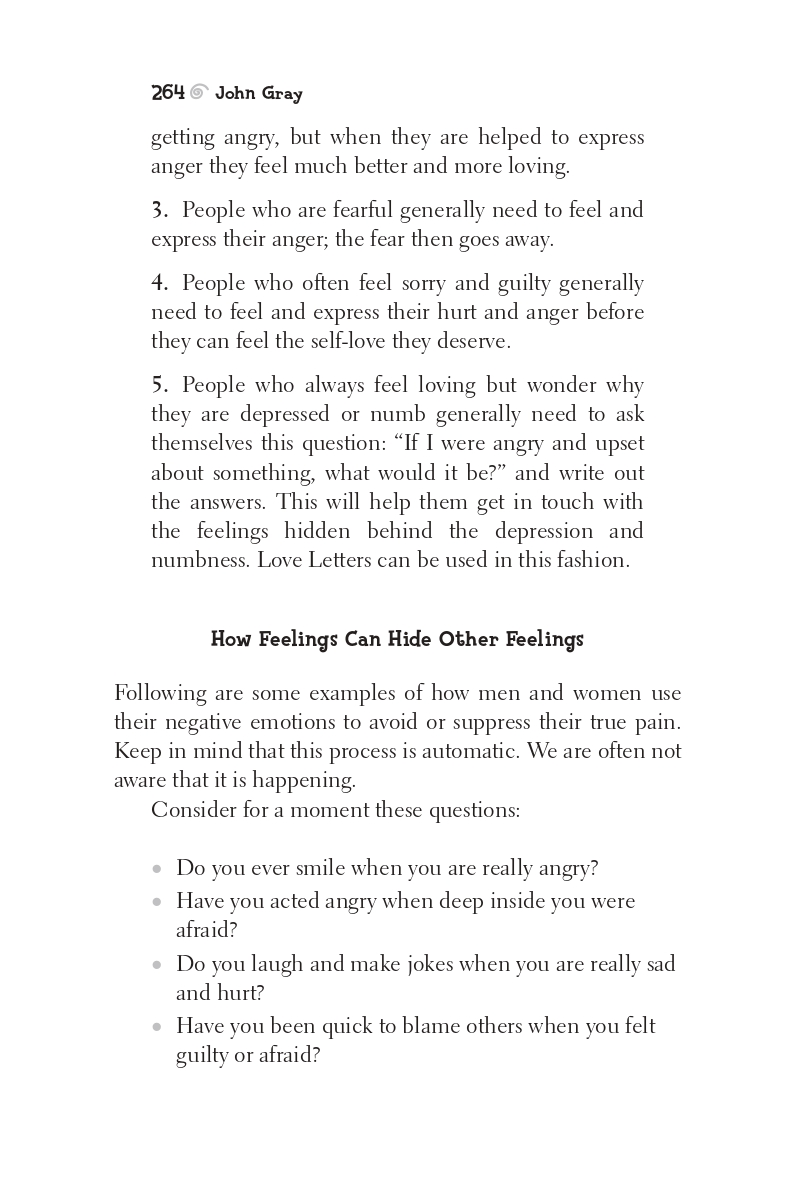 264 John Gray
getting angry, but when they are helped to express
anger they feel much better and more loving.
3. People who are fearful generally need to feel and
express their anger; the fear then goes away.
4. People who often feel sorry and guilty generally
need to feel and express their hurt and anger before
they can feel the self-love they deserve.
5. People who always feel loving but wonder why
they are depressed or numb generally need to ask
themselves this question: “If I were angry and upset
about something, what would it be?” and write out
the answers. This will help them get in touch with
the feelings hidden behind the depression and
numbness. Love Letters can be used in this fashion.
How Feelings Can Hide Other Feelings
Following are some examples of how men and women use
their negative emotions to avoid or suppress their true pain.
Keep in mind that this process is automatic. We are often not
aware that it is happening.
Consider for a moment these questions:
• Do you ever smile when you are really angry?
• Have you acted angry when deep inside you were
afraid?
• Do you laugh and make jokes when you are really sad
and hurt?
• Have you been quick to blame others when you felt
guilty or afraid?